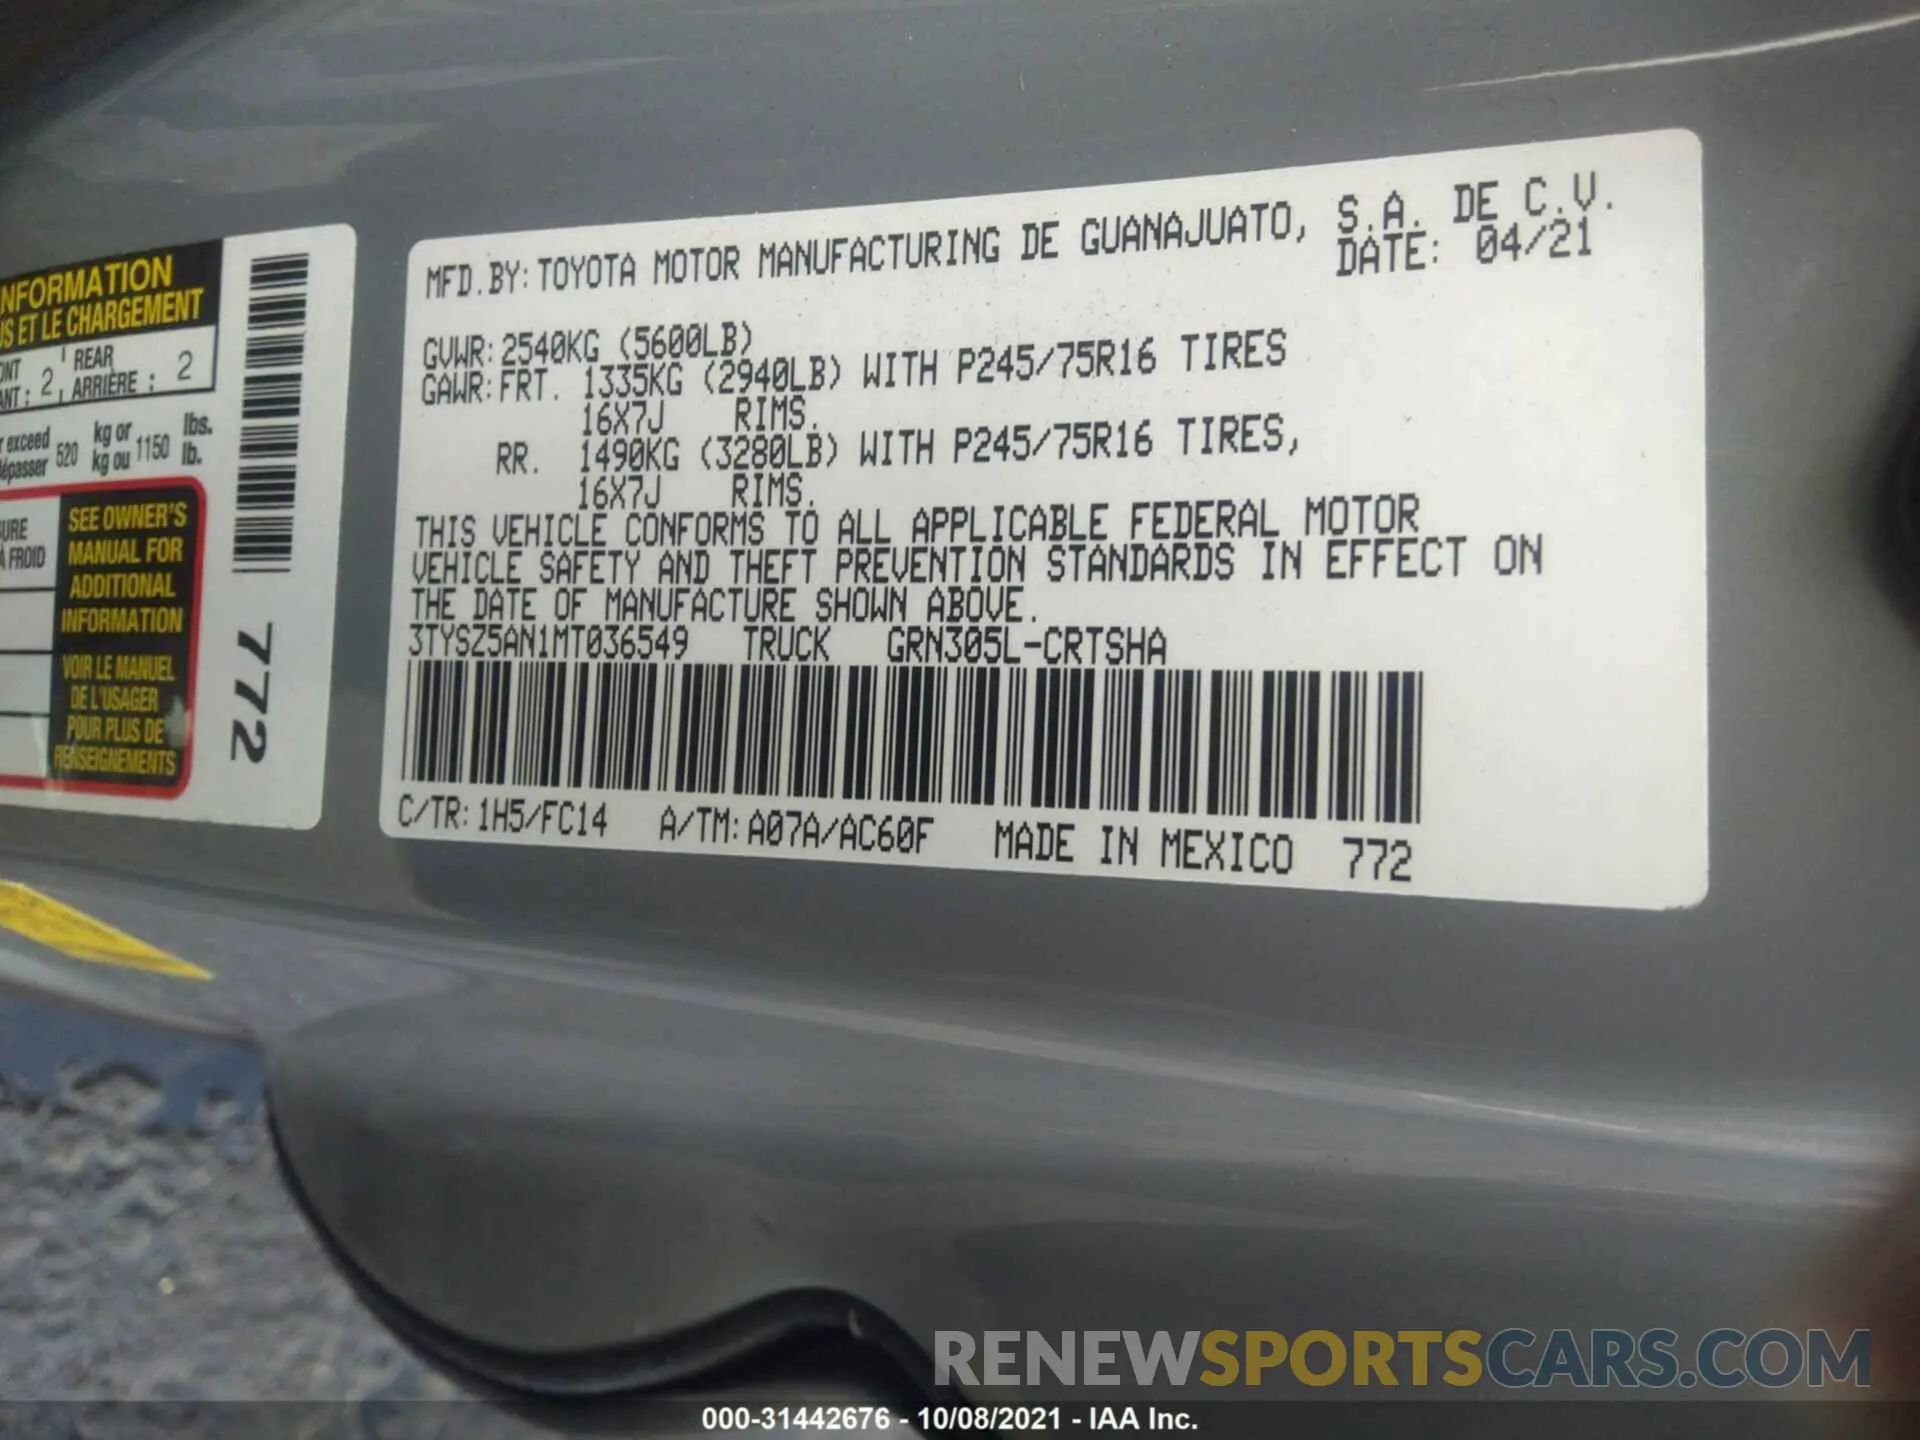 NFORMATION
US ET LE CHARGEMENT
REAR
2 ARRIÈRE : 2
exceed
520 kg or 1150 lbs.
kg ou lb.
SEE OWNER'S
MANUAL FOR
ADDITIONAL
INFORMATION
VOIR LE MANUEL
DE L'USAGER
POUR PLUS DE
RENSEIGNEMENTS
A FROID
772
MFD.BY:TOYOTA MOTOR MANUFACTURING DE GUANAJUATO, S.A. DE C.V.
DATE: 04/21
GVWR:2540KG (5600LB)
GAWR:FRT. 1335KG (2940LB) WITH P245/75R16 TIRES
16X7J RIMS.
RR. 1490KG (3280LB) WITH P245/75R16 TIRES,
16X7J RIMS.
THIS VEHICLE CONFORMS TO ALL APPLICABLE FEDERAL MOTOR
VEHICLE SAFETY AND THEFT PREVENTION STANDARDS IN EFFECT ON
THE DATE OF MANUFACTURE SHOWN ABOVE.
3TYSZ5AN1MT036549 TRUCK GRN305L-CRTSHA
C/TR:1H5/FC14 A/TM:A07A/AC60F MADE IN MEXICO 772
RENEWSPORTSCARS.COM
000-31442676 - 10/08/2021 - IAA Inc.